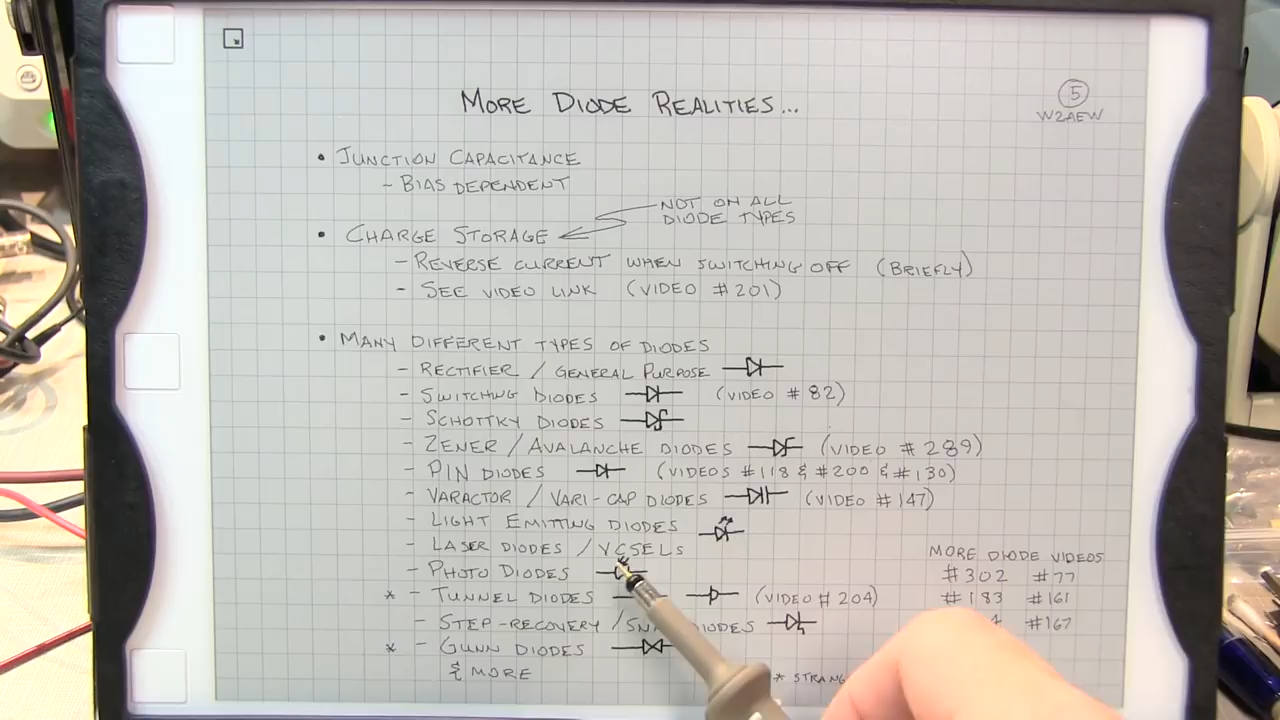 MORE DIODE REALITIES...
5
W2AEW
• JUNCTION CAPACITANCE
- BIAS DEPENDENT
NOT ON ALL
DIODE TYPES
• CHARGE STORAGE
- REVERSE CURRENT WHEN SWITCHING OFF (BRIEFLY)
- SEE VIDEO LINK (VIDEO #201)
• MANY DIFFERENT TYPES OF DIODES
- RECTIFIER / GENERAL PURPOSE
- SWITCHING DIODES (VIDEO #82)
- SCHOTTKY DIODES
- ZENER / AVALANCHE DIODES (VIDEO #289)
- PIN DIODES (VIDEOS #118 & #200 & #130)
- VARACTOR / VARI-CAP DIODES (VIDEO #147)
- LIGHT EMITTING DIODES
- LASER DIODES / VCSELS
- PHOTO DIODES
* - TUNNEL DIODES (VIDEO #204)
- STEP-RECOVERY / DIODES
* - GUNN DIODES
& MORE
MORE DIODE VIDEOS
#302 #77
#183 #161
#167
*